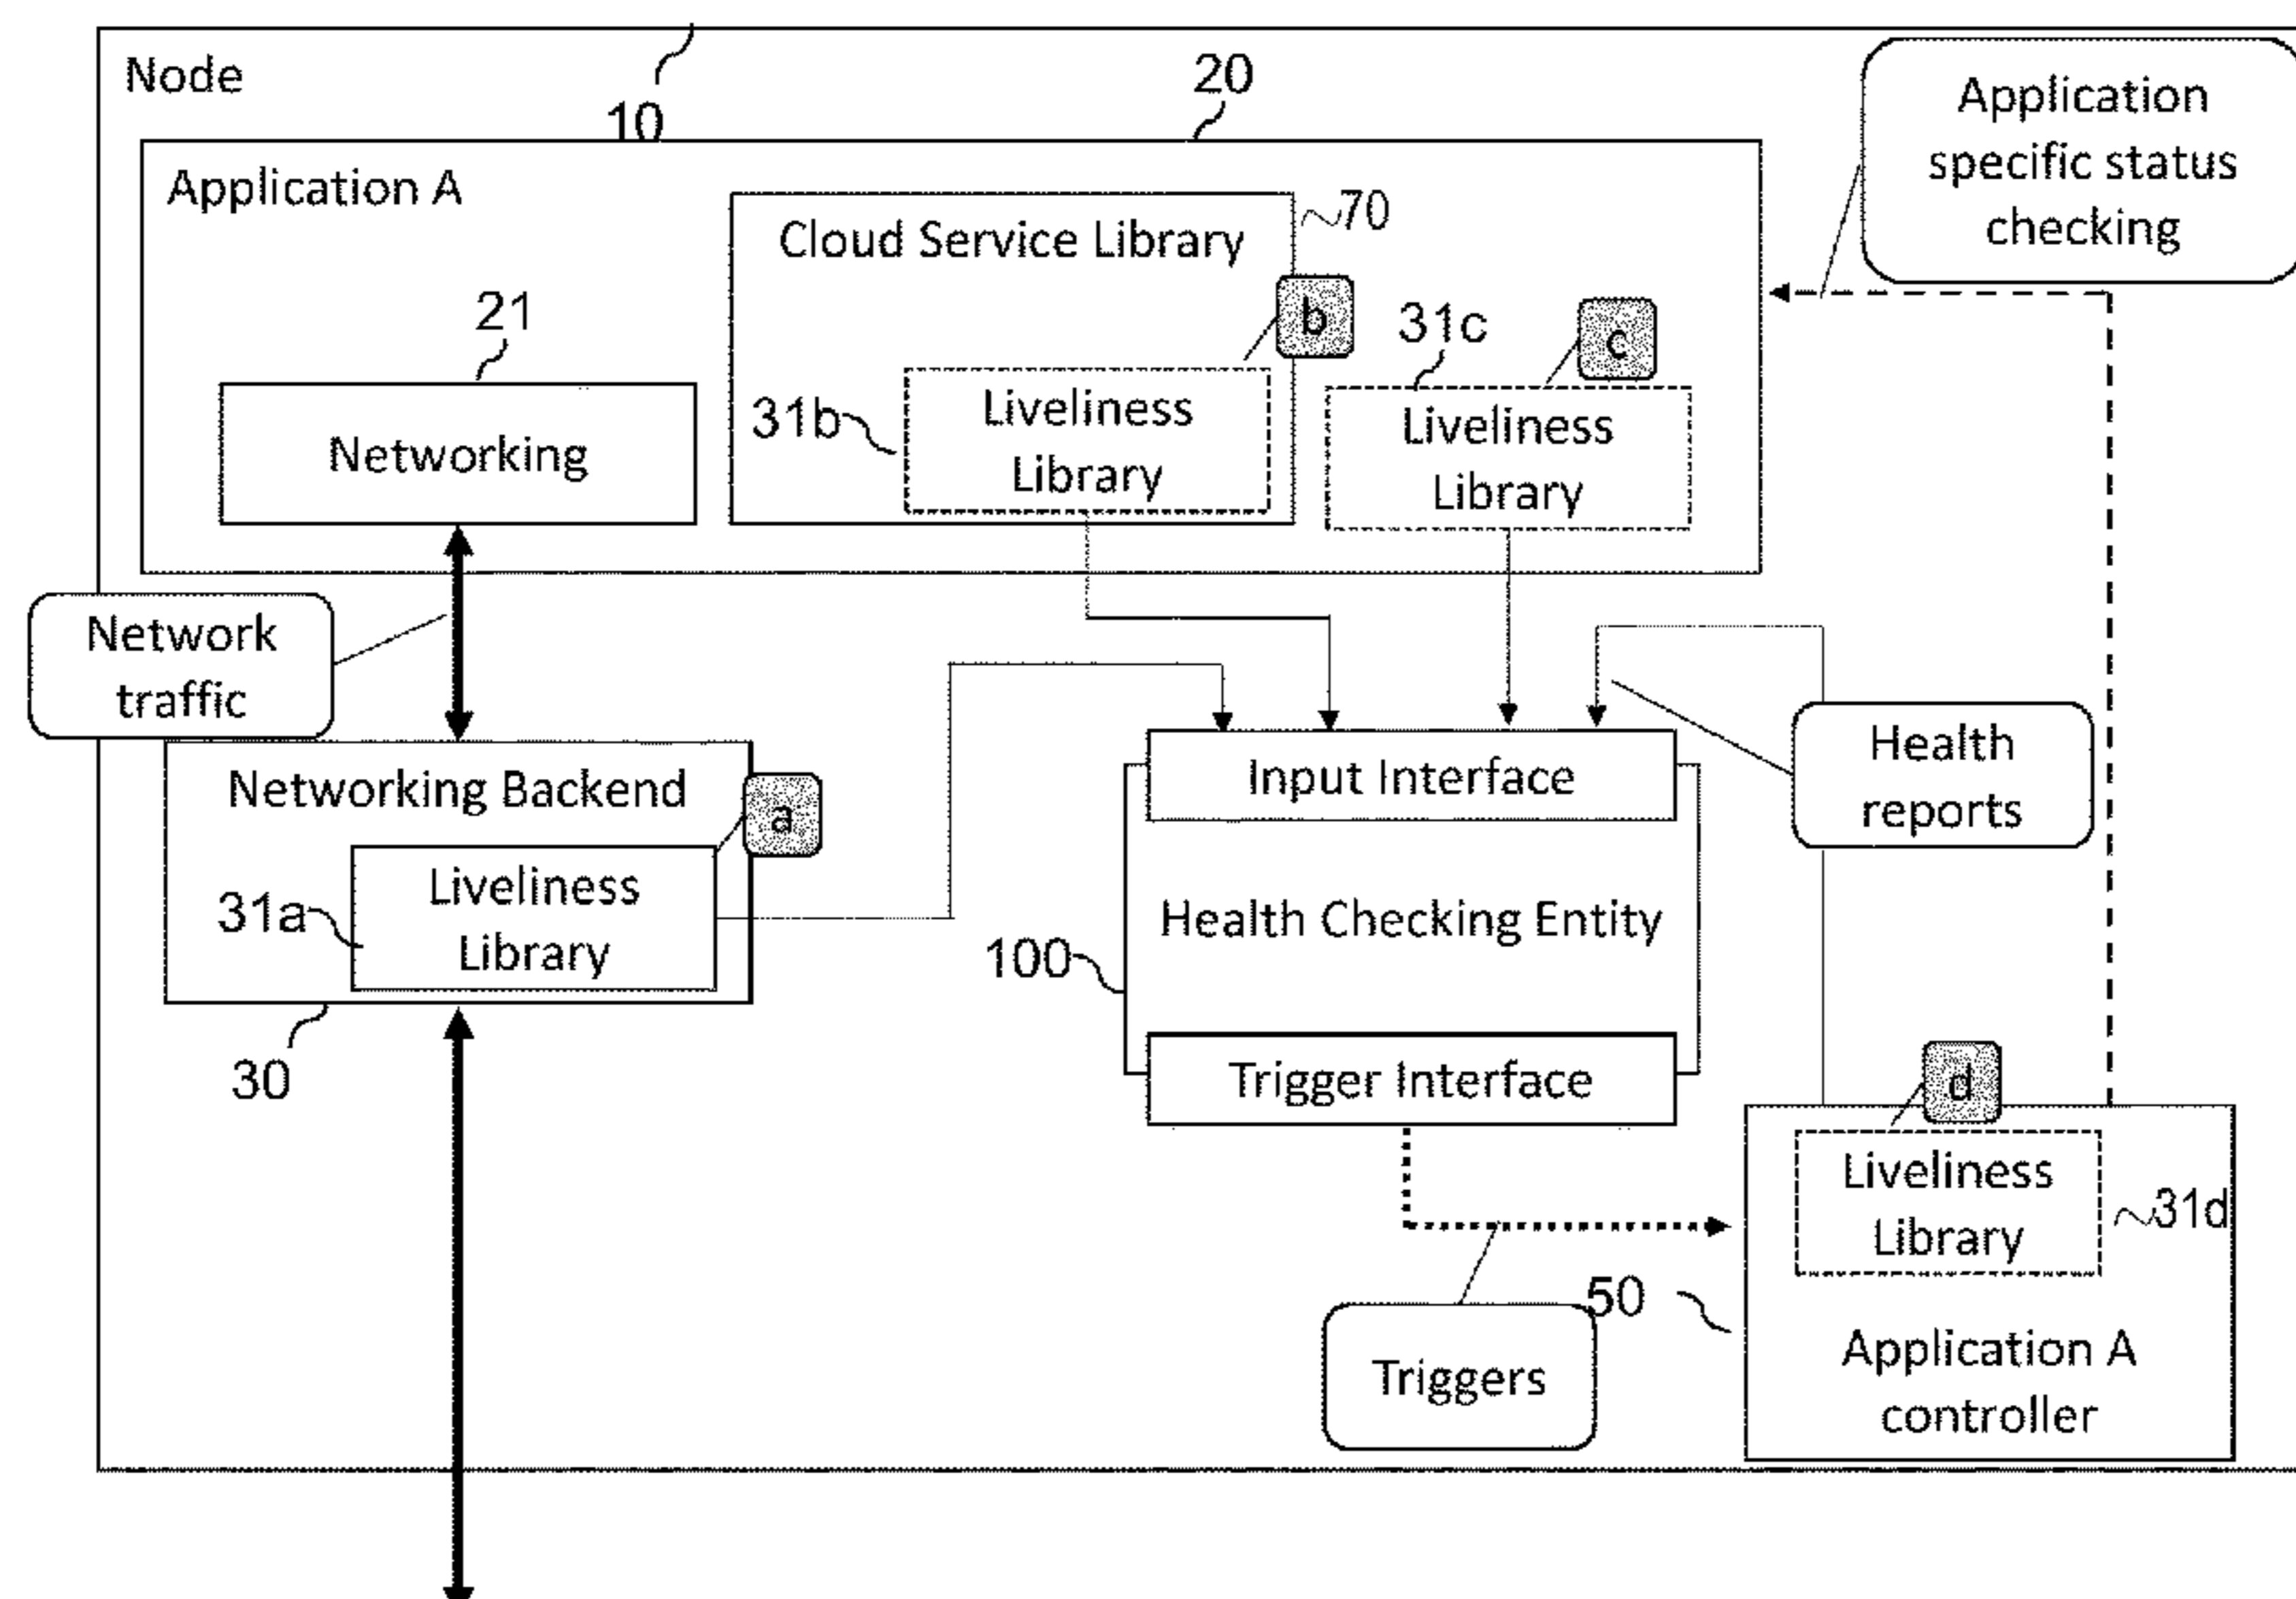 Node
10
20
Application
specific status
checking
Application A
Cloud Service Library
70
b
21
31c
c
Networking
31b
Liveliness
Library
Liveliness
Library
Network
traffic
Networking Backend
a
31a
Liveliness
Library
30
Input Interface
Health Checking Entity
100
Trigger Interface
Health
reports
d
Liveliness
Library
31d
50
Triggers
Application A
controller